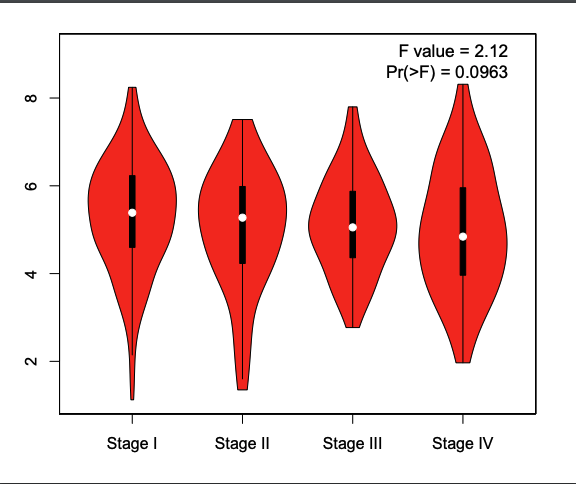 F value = 2.12
Pr(>F) = 0.0963
8
6
4
2
Stage I Stage II Stage III Stage IV